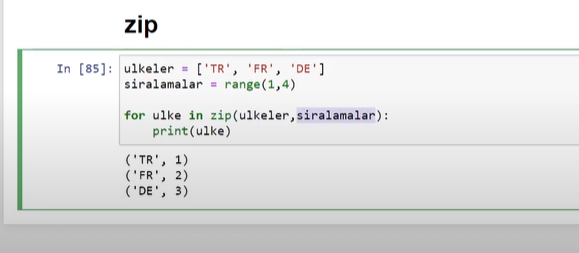 zip
In [85]: ulkeler = ['TR', 'FR', 'DE']
siralamalar = range(1,4)
for ulke in zip(ulkeler,siralamalar):
print(ulke)
('TR', 1)
('FR', 2)
('DE', 3)